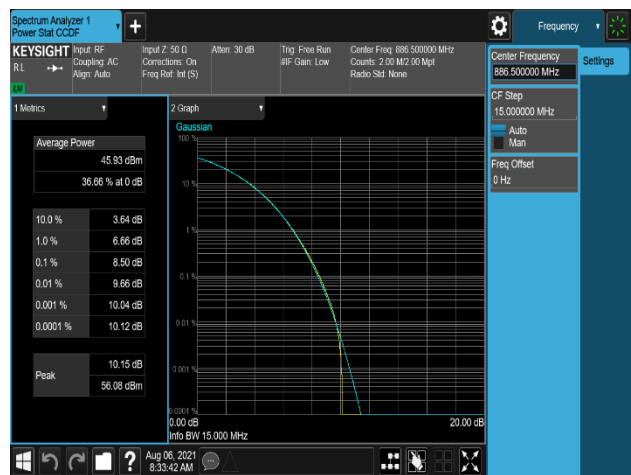 Spectrum Analyzer 1
Power Stat CCDF
Frequency
KEYSIGHT
RL
LXI
Input: RF
Coupling: AC
Align: Auto
Input Z: 50 Ω
Corrections: On
Freq Ref: Int (S)
Atten: 30 dB
Trig: Free Run
#IF Gain: Low
Center Freq: 886.500000 MHz
Counts: 2.00 M/2.00 Mpt
Radio Std: None
Center Frequency
886.500000 MHz
Settings
CF Step
15.000000 MHz
Auto
Man
Freq Offset
0 Hz
1 Metrics
Average Power
45.93 dBm
36.66 % at 0 dB
10.0 % 3.64 dB
1.0 % 6.66 dB
0.1 % 8.50 dB
0.01 % 9.66 dB
0.001 % 10.04 dB
0.0001 % 10.12 dB
Peak
10.15 dB
56.08 dBm
2 Graph
Gaussian
100 %
10 %
1 %
0.1 %
0.01 %
0.001 %
0.0001 %
0.00 dB 20.00 dB
Info BW 15.000 MHz
Aug 06, 2021
8:33:42 AM